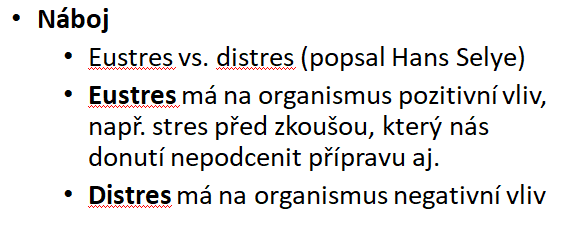 • Náboj
• Eustres vs. distres (popsal Hans Selye)
• Eustres má na organismus pozitivní vliv,
např. stres před zkoušou, který nás
donutí nepodcenit přípravu aj.
• Distres má na organismus negativní vliv